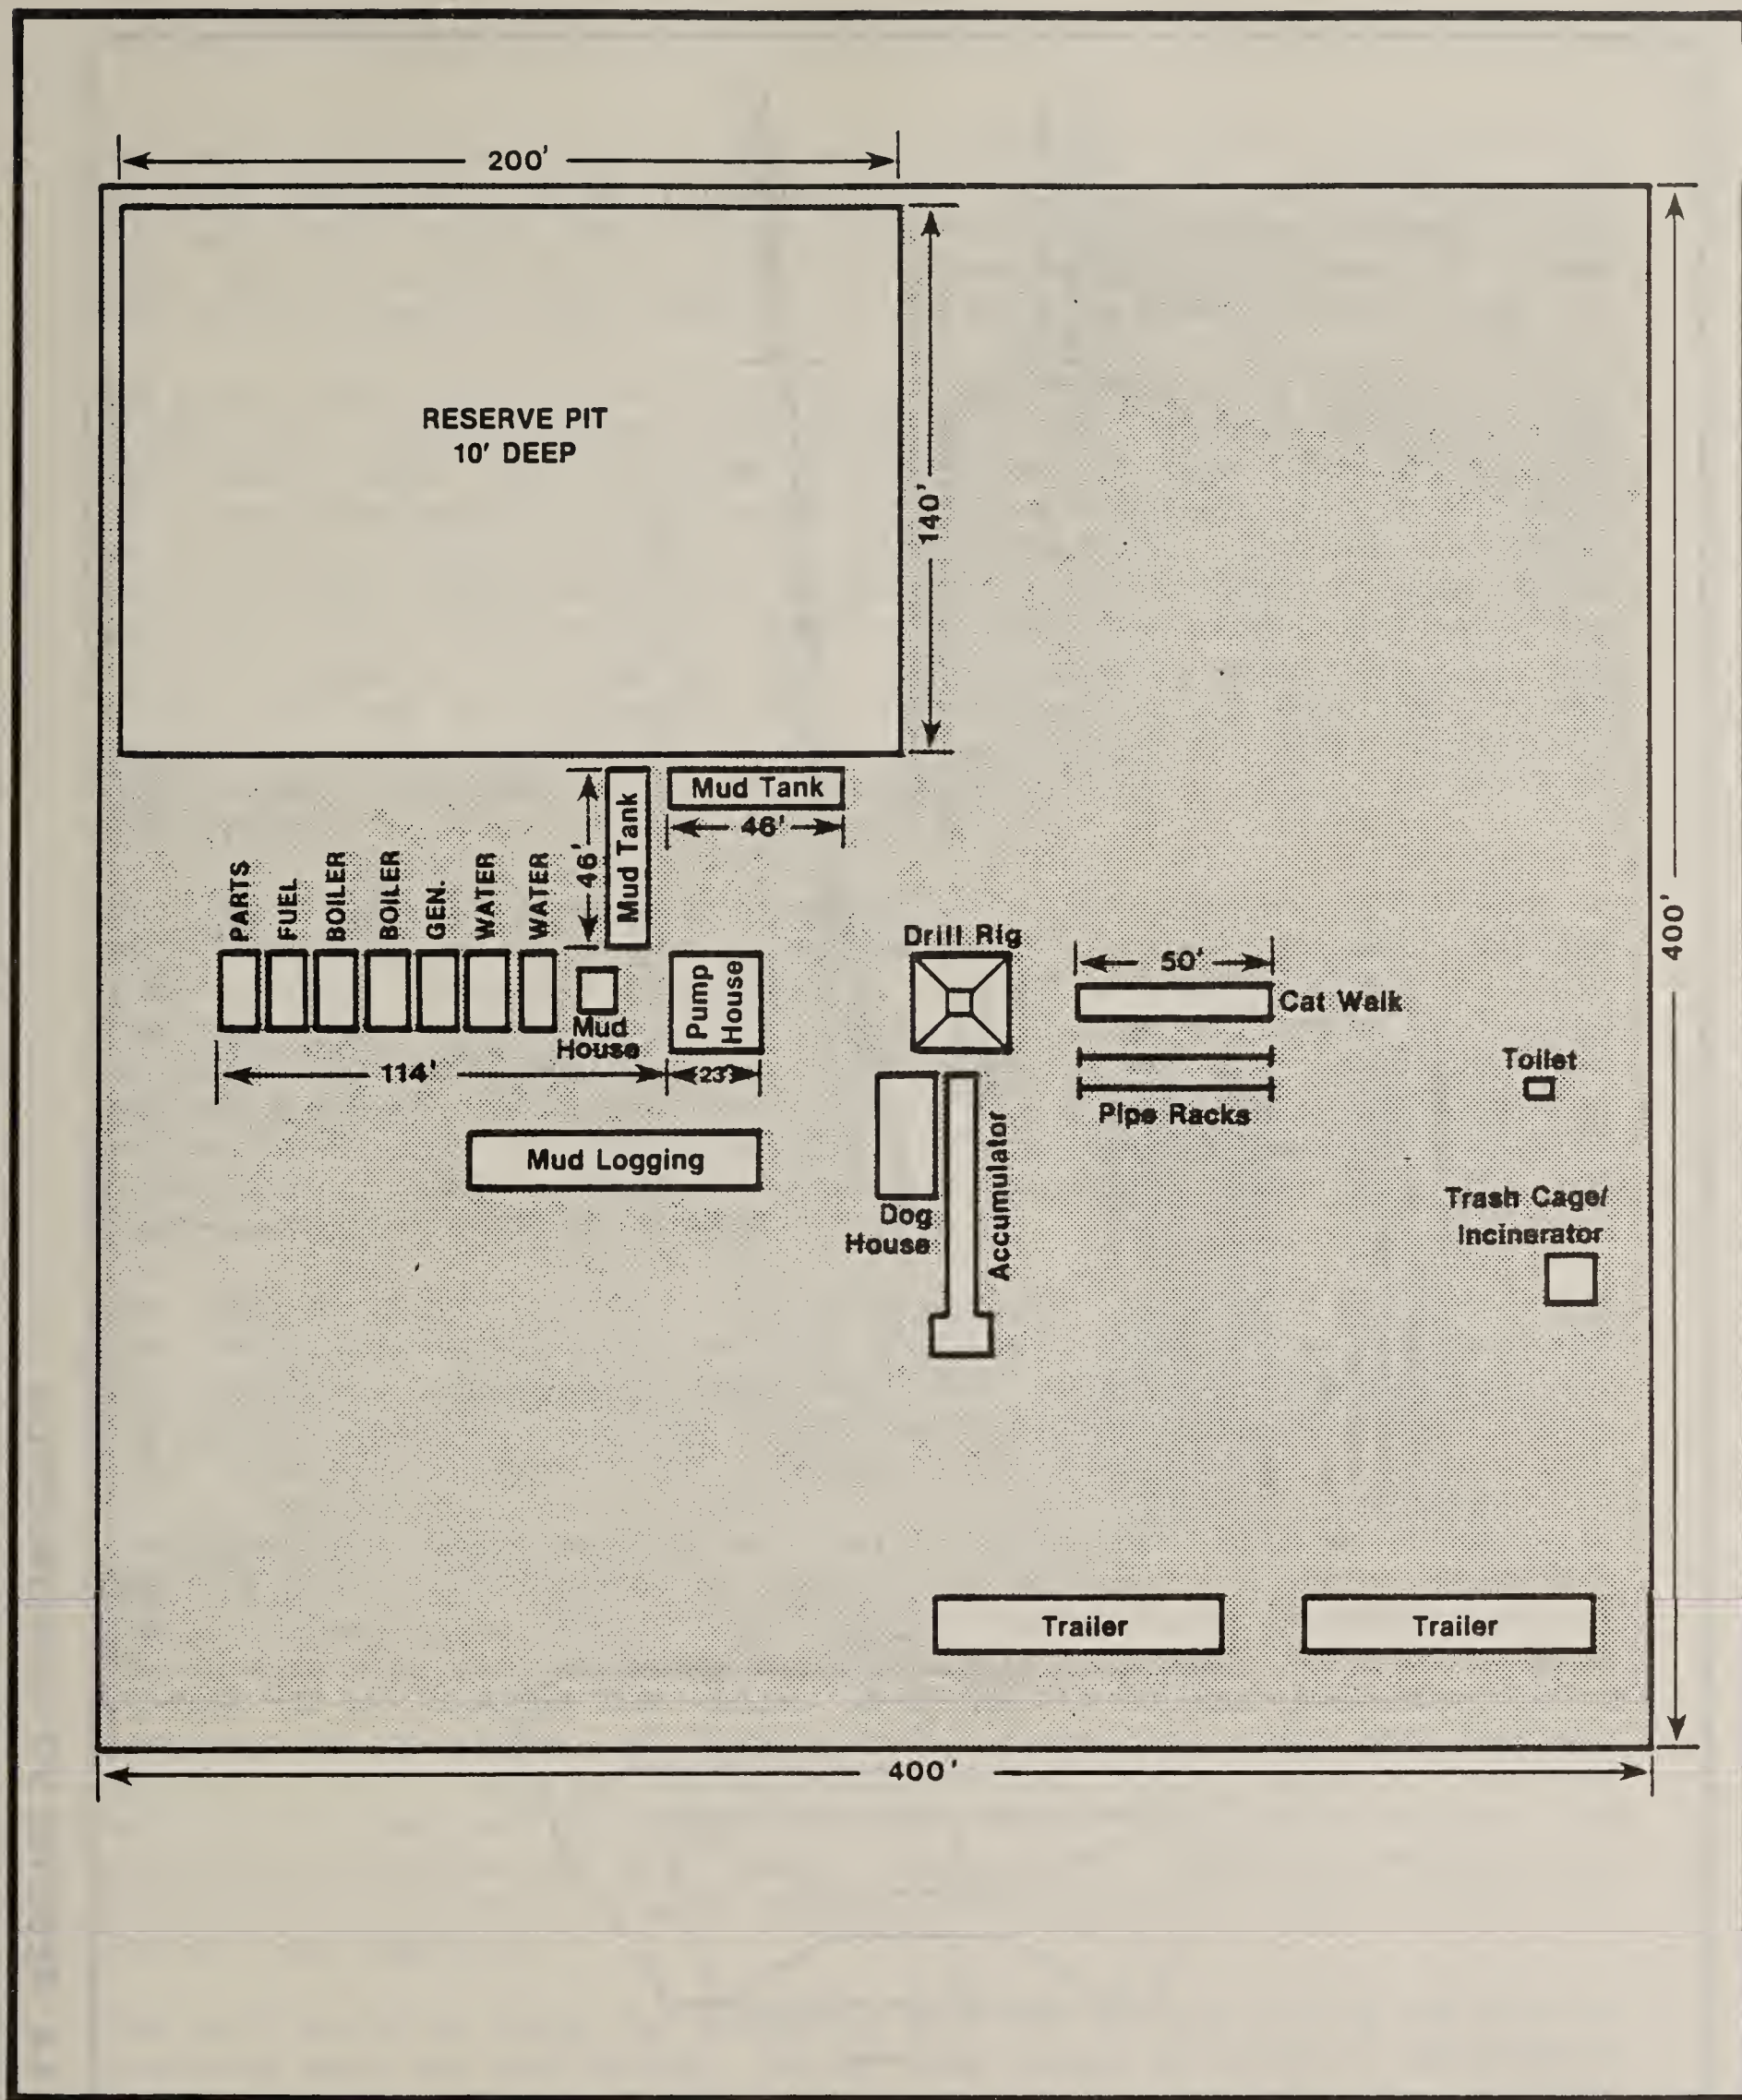 200'
RESERVE PIT
10' DEEP
140'
Mud Tank
46'
Mud Tank
46'
PARTS
FUEL
BOILER
BOILER
GEN.
WATER
WATER
Mud
House
Pump
House
114'
23'
Mud Logging
Drill Rig
50'
Cat Walk
Pipe Racks
Dog
House
Accumulator
Toilet
Trash Cage/
Incinerator
400'
Trailer
Trailer
400'